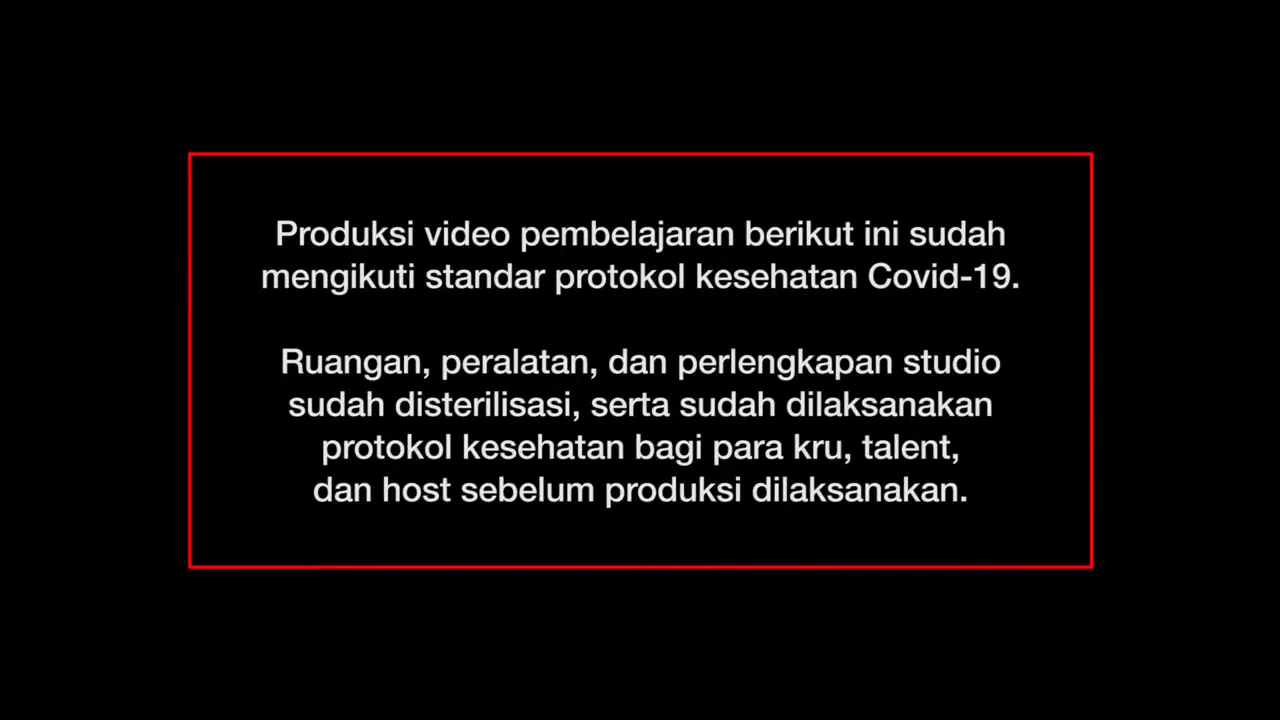 Produksi video pembelajaran berikut ini sudah
mengikuti standar protokol kesehatan Covid-19.
Ruangan, peralatan, dan perlengkapan studio
sudah disterilisasi, serta sudah dilaksanakan
protokol kesehatan bagi para kru, talent,
dan host sebelum produksi dilaksanakan.